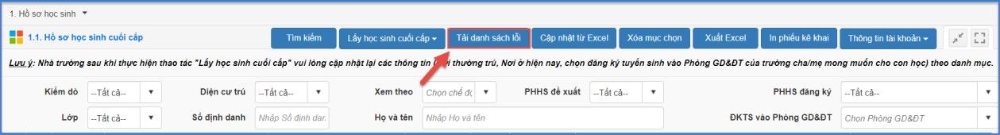 1. Hồ sơ học sinh
1.1. Hồ sơ học sinh cuối cấp Tìm kiếm Lấy học sinh cuối cấp Tải danh sách lỗi Cập nhật từ Excel Xóa mục chọn Xuất Excel In phiếu kê khai Thông tin tài khoản
Lưu ý: Nhà trường sau khi thực hiện thao tác "Lấy học sinh cuối cấp" vui lòng cập nhật lại các thông tin ( thường trú, Nơi ở hiện nay, chọn đăng ký tuyển sinh vào Phòng GD&ĐT của trường cha/mẹ mong muốn cho con học) theo danh mục.
Kiểm dò --Tất cả-- Diện cư trú --Tất cả-- Xem theo Chọn chế độ PHHS đề xuất --Tất cả-- PHHS đăng ký --Tất cả--
Lớp --Tất cả-- Số định danh Nhập Số định dan Họ và tên Nhập Họ và tên ĐKTS vào Phòng GD&ĐT Chọn Phòng GD&ĐT